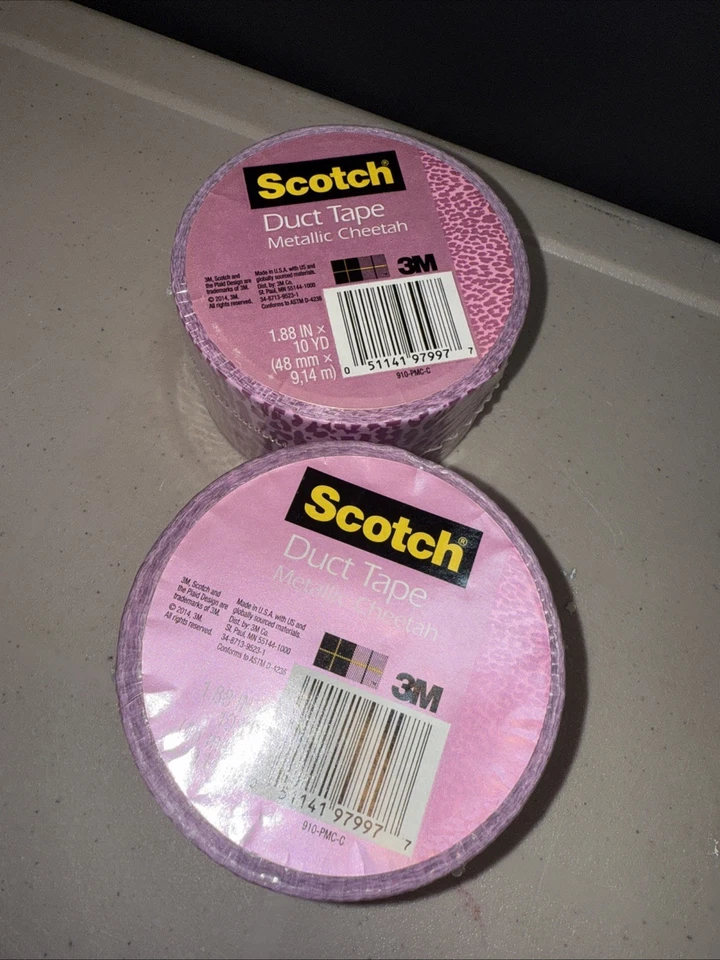 Scotch®
Duct Tape
Metallic Cheetah
3M
3M, Scotch and
the Plaid Design are
trademarks of 3M.
© 2014, 3M.
All rights reserved.
Made in U.S.A. with US and
globally sourced materials.
Dist. by: 3M Co.
St. Paul, MN 55144-1000
34-8713-9523-1
Conforms to ASTM D-4236
1.88 IN ×
10 YD
(48 mm ×
9,14 m)
0 51141 97997 7
910-PMC-C
Scotch®
Duct Tape
Metallic Cheetah
3M, Scotch and
the Plaid Design are
trademarks of 3M.
© 2014, 3M.
All rights reserved.
Made in U.S.A. with US and
globally sourced materials.
Dist. by: 3M Co.
St. Paul, MN 55144-1000
34-8713-9523-1
Conforms to ASTM D-4236
3M
1.88 IN
0 51141 97997 7
910-PMC-C